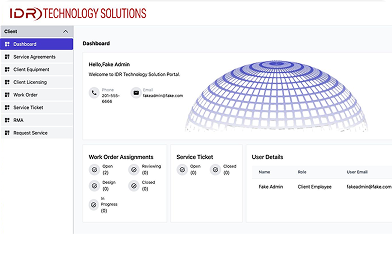 IDR) TECHNOLOGY SOLUTIONS
Client
Dashboard
Service Agreements
Client Equipment
Client Licensing
Work Order
Service Ticket
RMA
Request Service
Dashboard
Hello,Fake Admin
Welcome to IDR Technology Solution Portal.
Phone
201-555-
6664
Email
fakeadmin@fake.com
Work Order Assignments
Open
(2)
Reviewing
(0)
Design
(0)
Closed
(0)
In
Progress
(0)
Service Ticket
Open
(0)
Closed
(0)
User Details
Name Role User Email
Fake Admin Client Employee fakeadmin@fake.com